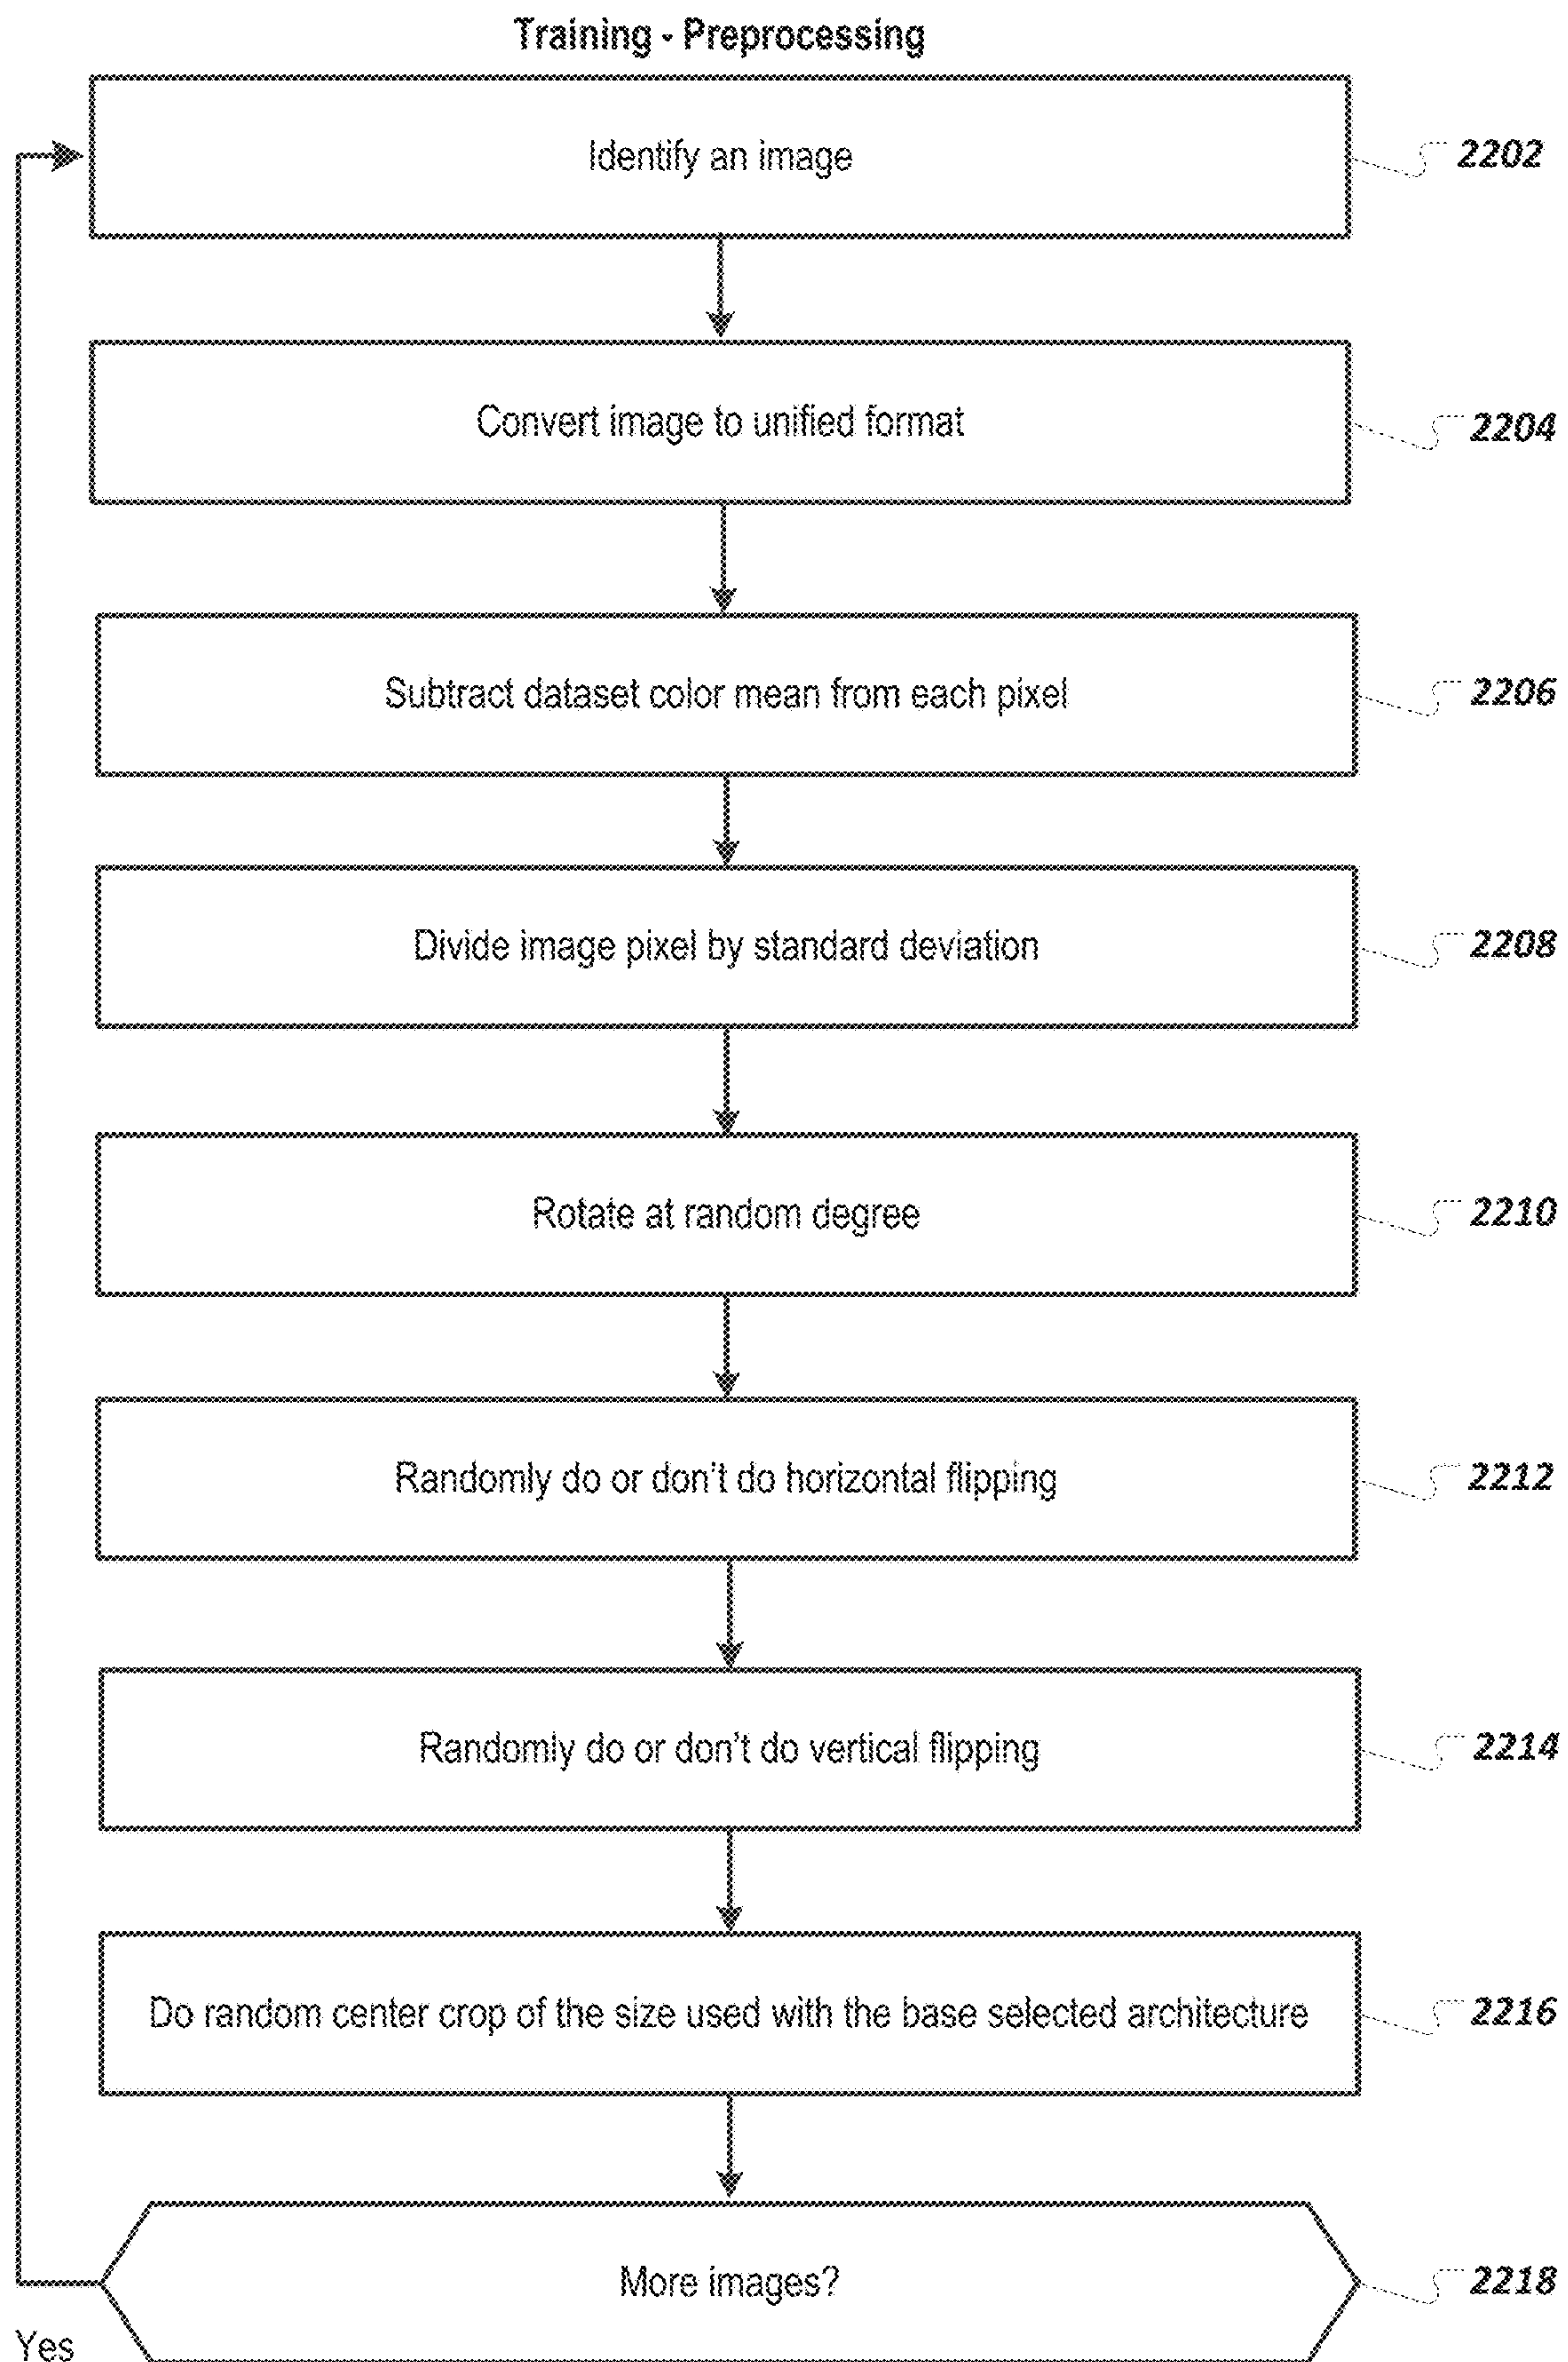 Training - Preprocessing
Identify an image
2202
Convert image to unified format
2204
Subtract dataset color mean from each pixel
2206
Divide image pixel by standard deviation
2208
Rotate at random degree
2210
Randomly do or don't do horizontal flipping
2212
Randomly do or don't do vertical flipping
2214
Do random center crop of the size used with the base selected architecture
2216
More images?
2218
Yes